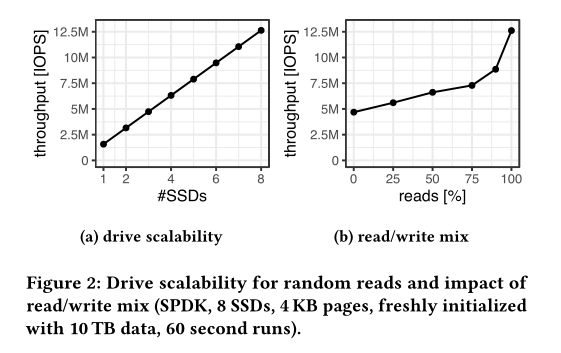 throughput [IOPS]
12.5M
10M
7.5M
5M
2.5M
0
1 2 4 6 8
#SSDs
(a) drive scalability
throughput [IOPS]
12.5M
10M
7.5M
5M
2.5M
0
0 25 50 75 100
reads [%]
(b) read/write mix
Figure 2: Drive scalability for random reads and impact of
read/write mix (SPDK, 8 SSDs, 4 KB pages, freshly initialized
with 10 TB data, 60 second runs).